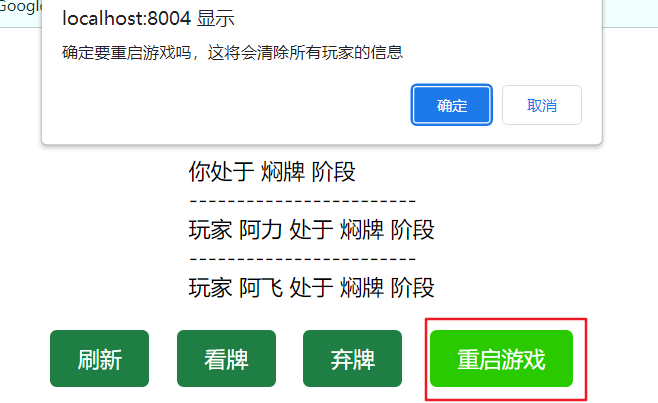 Google
localhost:8004 显示
确定要重启游戏吗，这将会清除所有玩家的信息
确定 取消
你处于 焖牌 阶段
------------------------
玩家 阿力 处于 焖牌 阶段
------------------------
玩家 阿飞 处于 焖牌 阶段
刷新 看牌 弃牌 重启游戏